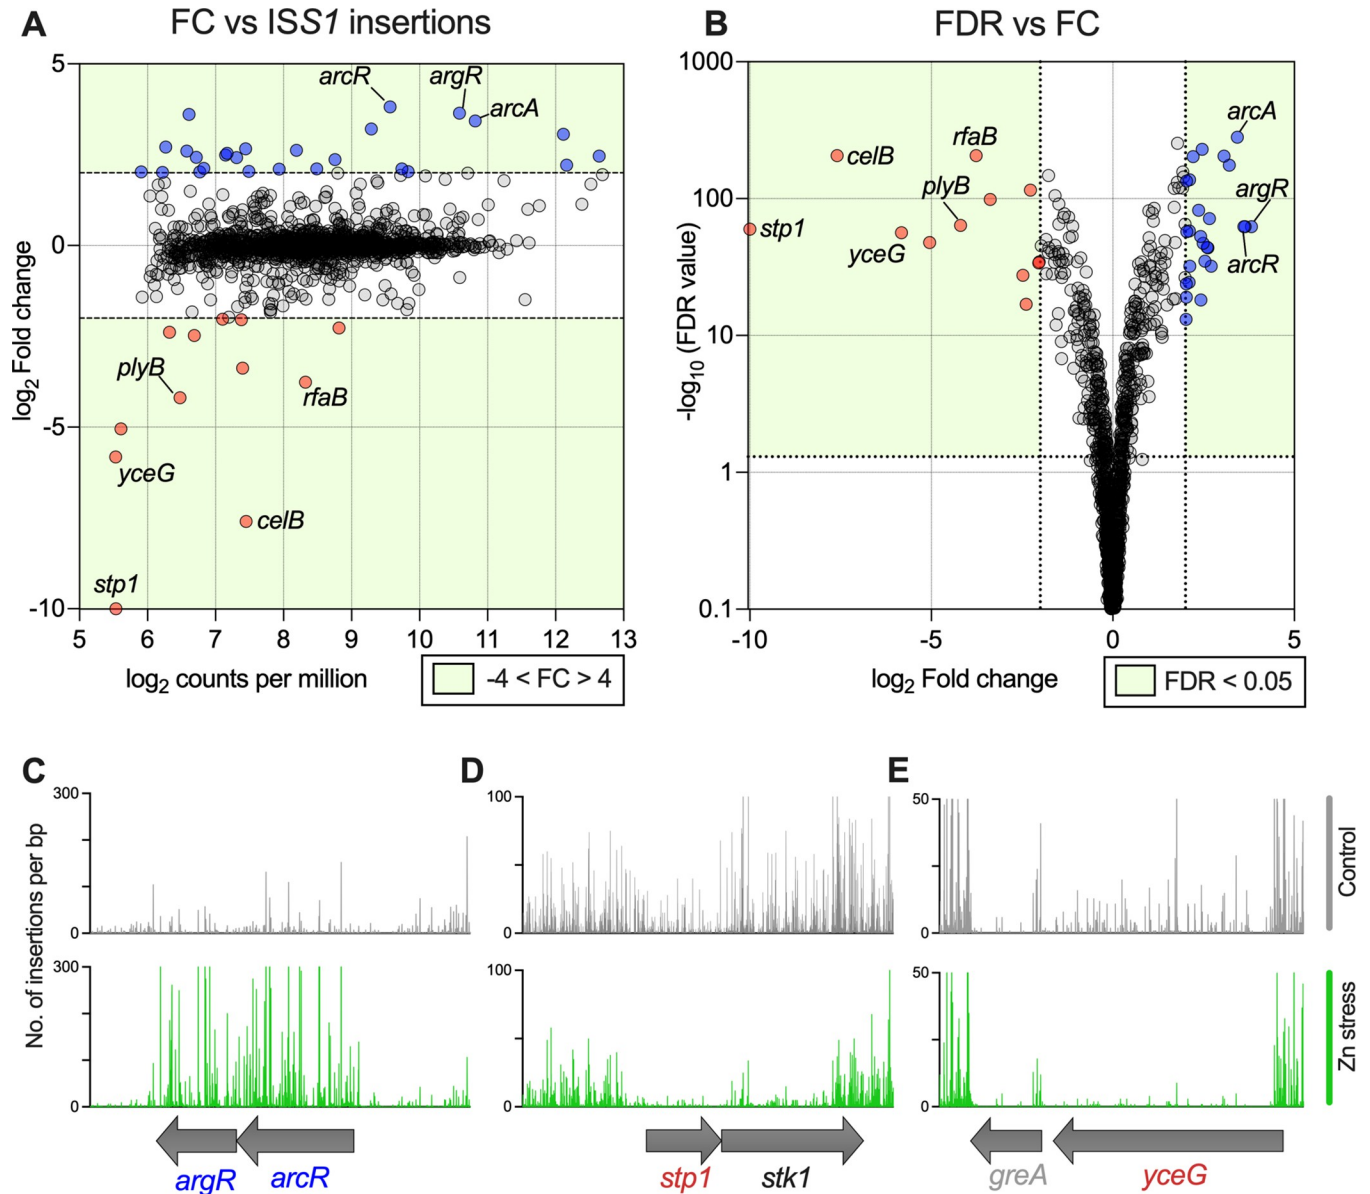 A
FC vs ISS1 insertions
5
0
-5
-10
log2 Fold change
arcR
argR
arcA
plyB
rfaB
yceG
celB
stp1
5 6 7 8 9 10 11 12 13
log2 counts per million
-4 < FC > 4
B
FDR vs FC
1000
100
10
1
0.1
-log10 (FDR value)
arcA
rfaB
celB
plyB
argR
stp1
yceG
arcR
-10 -5 0 5
log2 Fold change
FDR < 0.05
C
No. of insertions per bp
300
0
300
0
argR arcR
D
100
0
100
0
stp1 stk1
E
50
0
50
0
greA yceG
Control
Zn stress